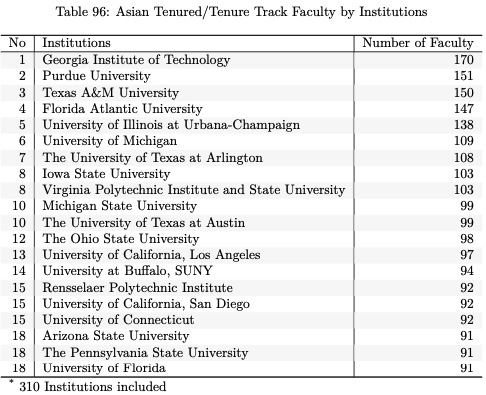 Table 96: Asian Tenured/Tenure Track Faculty by Institutions
No Institutions Number of Faculty
1 Georgia Institute of Technology 170
2 Purdue University 151
3 Texas A&M University 150
4 Florida Atlantic University 147
5 University of Illinois at Urbana-Champaign 138
6 University of Michigan 109
7 The University of Texas at Arlington 108
8 Iowa State University 103
8 Virginia Polytechnic Institute and State University 103
10 Michigan State University 99
10 The University of Texas at Austin 99
12 The Ohio State University 98
13 University of California, Los Angeles 97
14 University at Buffalo, SUNY 94
15 Rensselaer Polytechnic Institute 92
15 University of California, San Diego 92
15 University of Connecticut 92
18 Arizona State University 91
18 The Pennsylvania State University 91
18 University of Florida 91
* 310 Institutions included